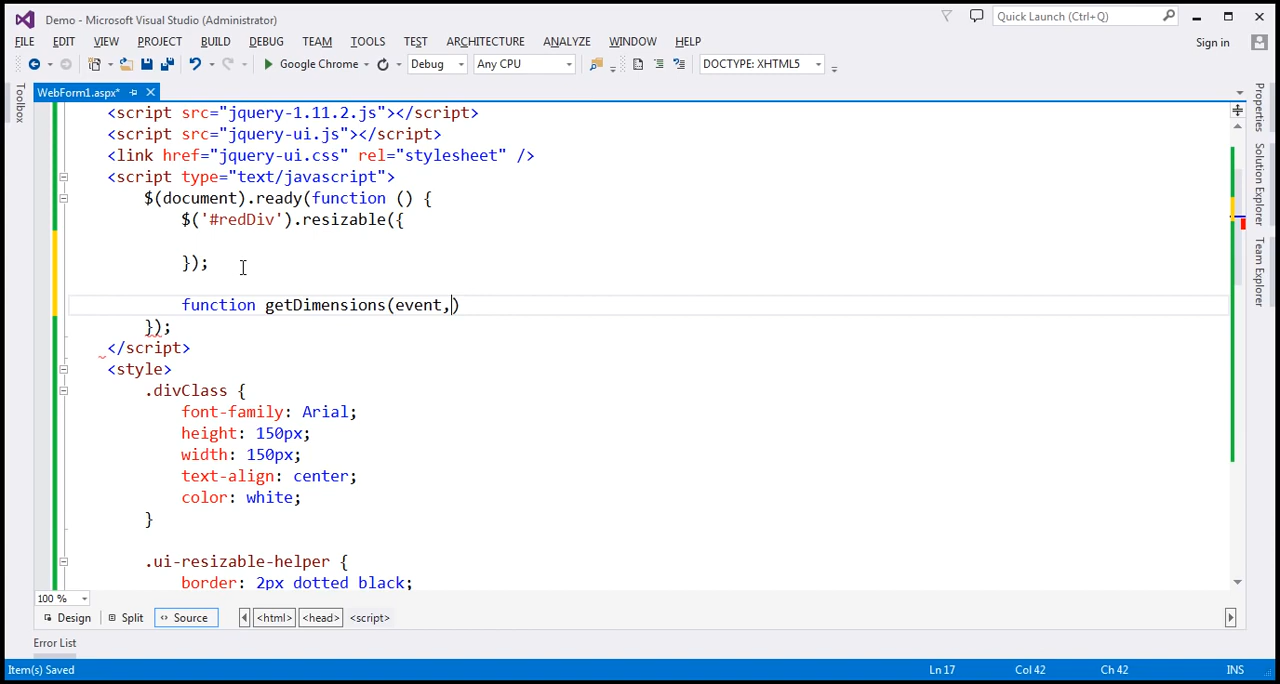 Demo - Microsoft Visual Studio (Administrator)
Quick Launch (Ctrl+Q)
FILE EDIT VIEW PROJECT BUILD DEBUG TEAM TOOLS TEST ARCHITECTURE ANALYZE WINDOW HELP
Sign in
Google Chrome Debug Any CPU DOCTYPE: XHTML5
WebForm1.aspx*
Toolbox
Properties
Solution Explorer
Team Explorer
<script src="jquery-1.11.2.js"></script>
<script src="jquery-ui.js"></script>
<link href="jquery-ui.css" rel="stylesheet" />
<script type="text/javascript">
$(document).ready(function () {
$('#redDiv').resizable({
});
function getDimensions(event,)
});
</script>
<style>
.divClass {
font-family: Arial;
height: 150px;
width: 150px;
text-align: center;
color: white;
}
.ui-resizable-helper {
border: 2px dotted black;
100 %
Design Split Source <html> <head> <script>
Error List
Item(s) Saved Ln 17 Col 42 Ch 42 INS